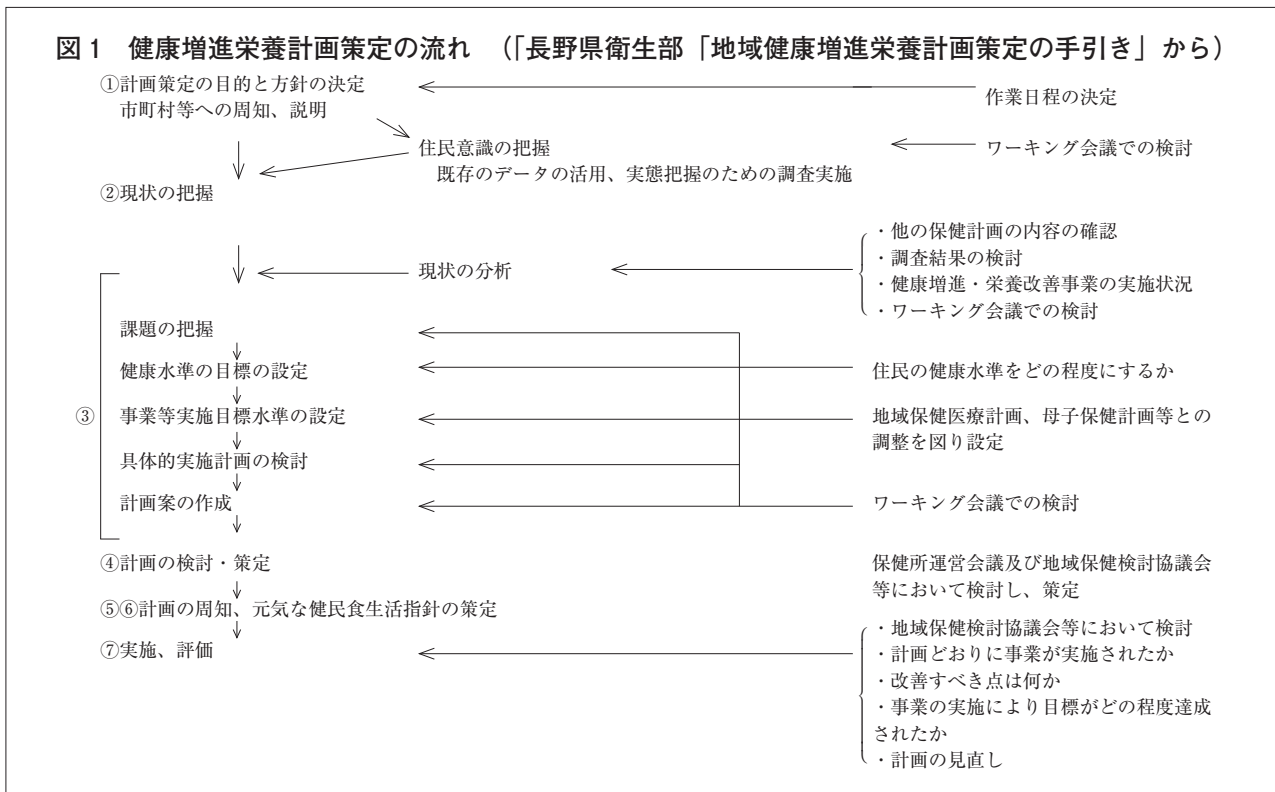 図1 健康増進栄養計画策定の流れ (「長野県衛生部「地域健康増進栄養計画策定の手引き」から)
①計画策定の目的と方針の決定
市町村等への周知、説明
作業日程の決定
住民意識の把握
既存のデータの活用、実態把握のための調査実施
ワーキング会議での検討
②現状の把握
現状の分析
・他の保健計画の内容の確認
・調査結果の検討
・健康増進・栄養改善事業の実施状況
・ワーキング会議での検討
③
課題の把握
健康水準の目標の設定
住民の健康水準をどの程度にするか
事業等実施目標水準の設定
地域保健医療計画、母子保健計画等との
調整を図り設定
具体的実施計画の検討
計画案の作成
ワーキング会議での検討
④計画の検討・策定
保健所運営会議及び地域保健検討協議会
等において検討し、策定
⑤⑥計画の周知、元気な健民食生活指針の策定
⑦実施、評価
・地域保健検討協議会等において検討
・計画どおりに事業が実施されたか
・改善すべき点は何か
・事業の実施により目標がどの程度達成
されたか
・計画の見直し